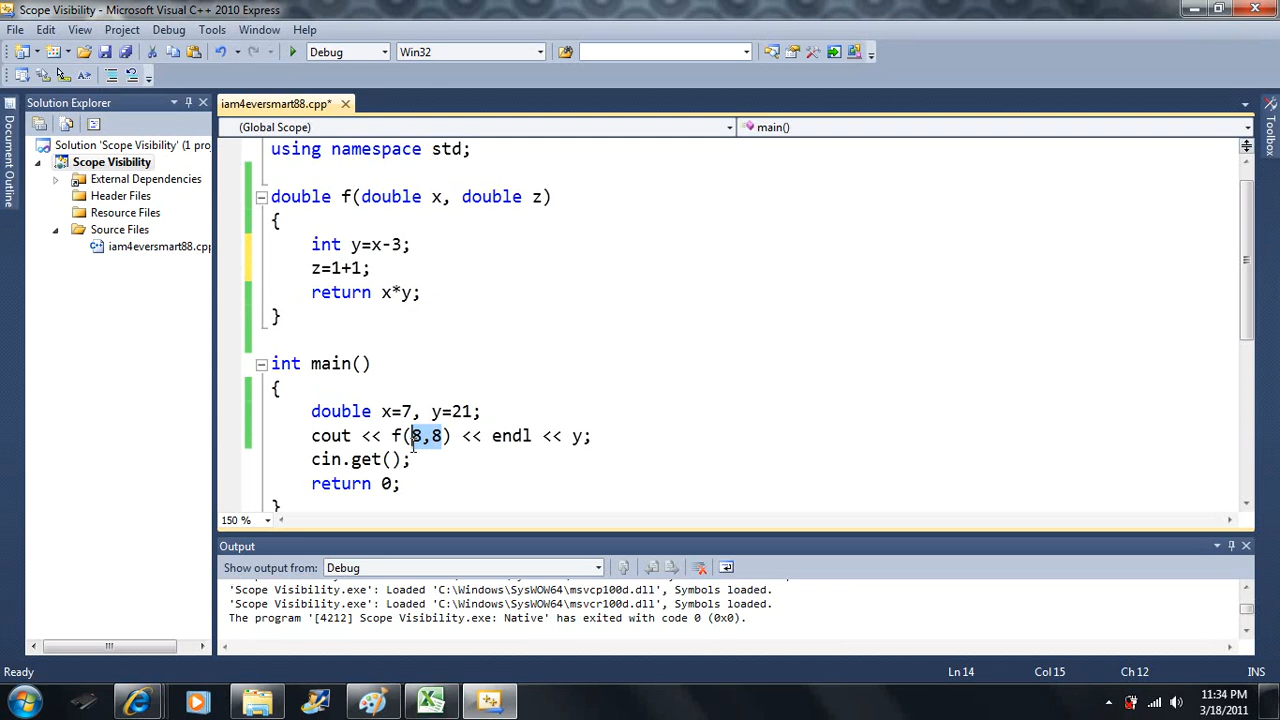 Scope Visibility - Microsoft Visual C++ 2010 Express
File Edit View Project Debug Tools Window Help
Debug Win32
Solution Explorer
iam4eversmart88.cpp*
(Global Scope) main()
Document Outline
Toolbox
Solution 'Scope Visibility' (1 proj
Scope Visibility
External Dependencies
Header Files
Resource Files
Source Files
iam4eversmart88.cpp
using namespace std;
double f(double x, double z)
{
int y=x-3;
z=1+1;
return x*y;
}
int main()
{
double x=7, y=21;
cout << f(8,8) << endl << y;
cin.get();
return 0;
}
150 %
Output
Show output from: Debug
'Scope Visibility.exe': Loaded 'C:\Windows\SysWOW64\msvcp100d.dll', Symbols loaded.
'Scope Visibility.exe': Loaded 'C:\Windows\SysWOW64\msvcr100d.dll', Symbols loaded.
The program '[4212] Scope Visibility.exe: Native' has exited with code 0 (0x0).
Ready Ln 14 Col 15 Ch 12 INS
11:34 PM
3/18/2011